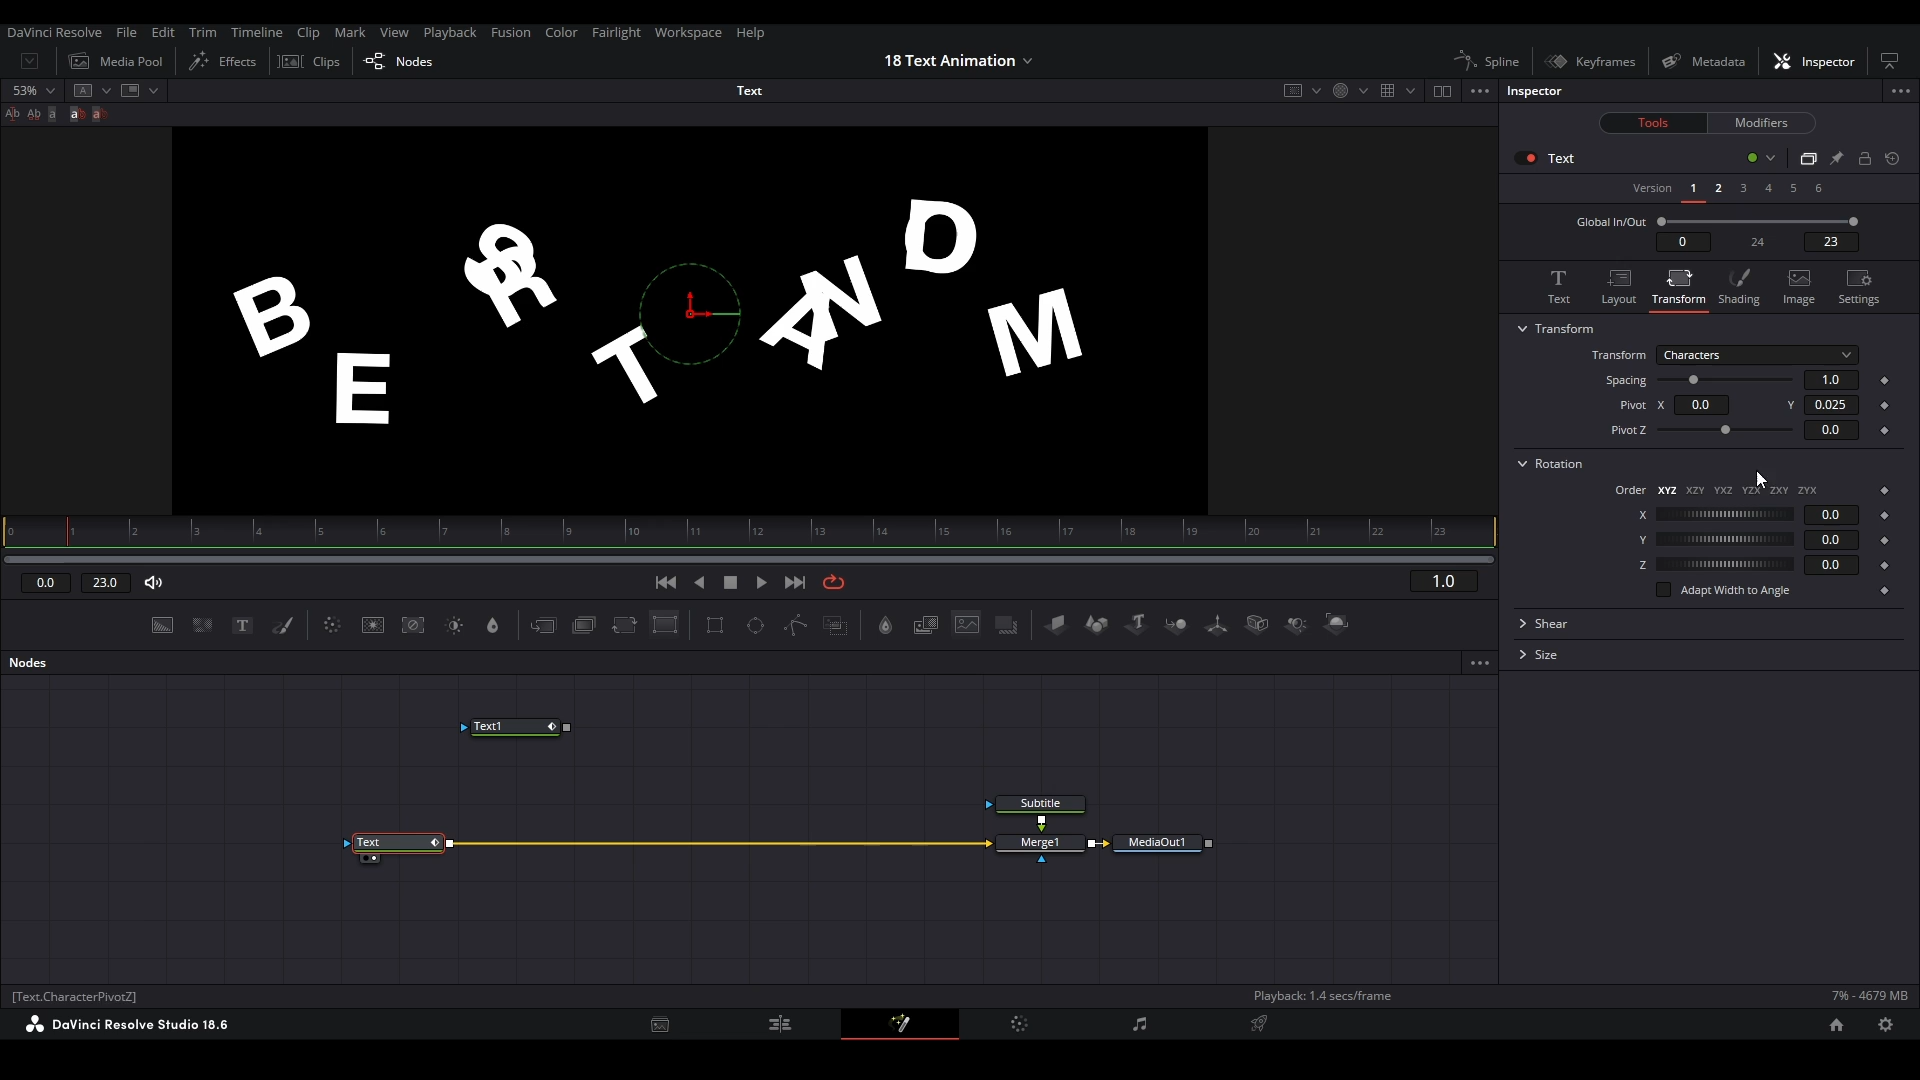 DaVinci Resolve File Edit Trim Timeline Clip Mark View Playback Fusion Color Fairlight Workspace Help
Media Pool Effects Clips Nodes 18 Text Animation Spline Keyframes Metadata Inspector
53% A Text Inspector
Ab Ab a a a
Tools Modifiers
Text
Version 1 2 3 4 5 6
Global In/Out
0 24 23
Text Layout Transform Shading Image Settings
B E S R T A N D M
Transform
Transform Characters
Spacing 1.0
Pivot X 0.0 Y 0.025
Pivot Z 0.0
Rotation
Order XYZ XZY YXZ YZX ZXY ZYX
X 0.0
Y 0.0
Z 0.0
Adapt Width to Angle
Shear
Size
0 1 2 3 4 5 6 7 8 9 10 11 12 13 14 15 16 17 18 19 20 21 22 23
0.0 23.0 1.0
T T
Nodes
Text1
Subtitle
Text Merge1 MediaOut1
[Text.CharacterPivotZ] Playback: 1.4 secs/frame 7% - 4679 MB
DaVinci Resolve Studio 18.6